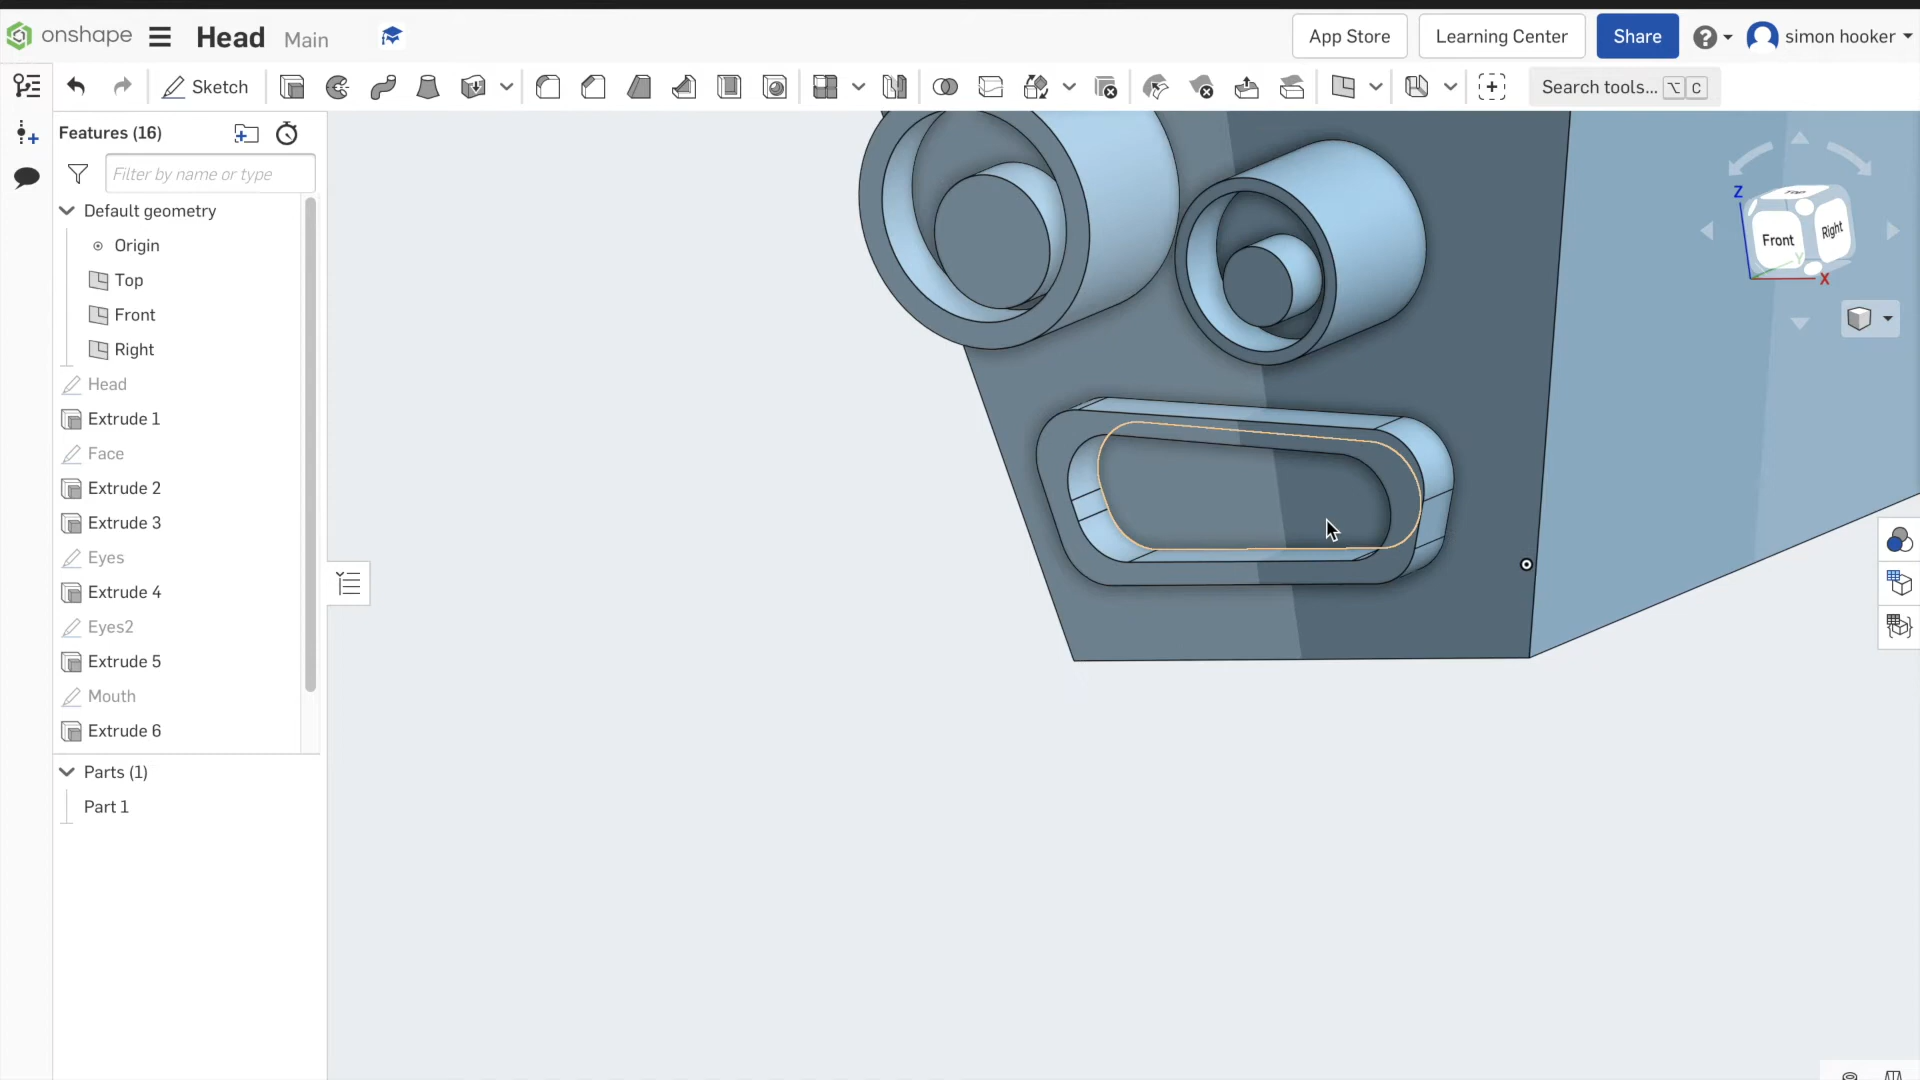 onshape Head Main App Store Learning Center Share simon hooker
Sketch Search tools... ⌥ C
Features (16)
Filter by name or type
Default geometry
Origin
Top
Front
Right
Head
Extrude 1
Face
Extrude 2
Extrude 3
Eyes
Extrude 4
Eyes2
Extrude 5
Mouth
Extrude 6
Parts (1)
Part 1
Top
Z
Front Right
Y
X